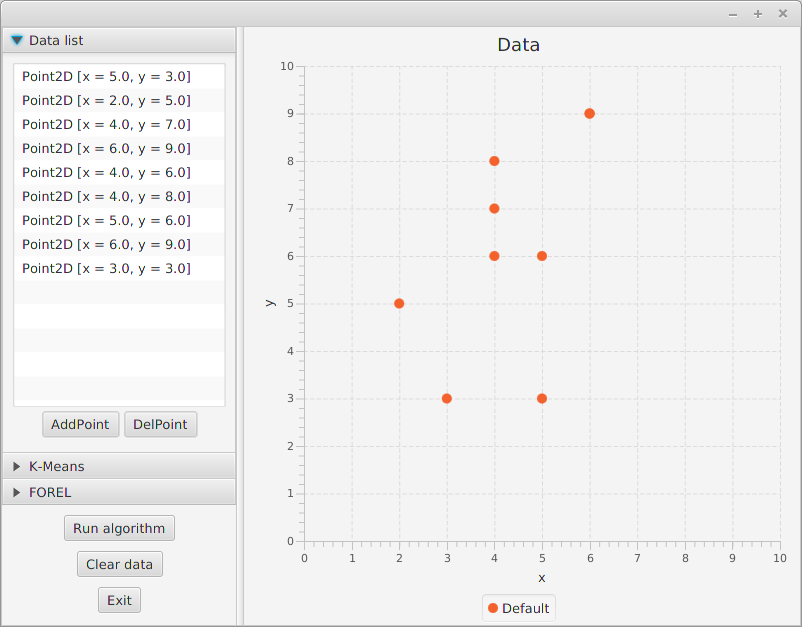 Data list
Point2D [x = 5.0, y = 3.0]
Point2D [x = 2.0, y = 5.0]
Point2D [x = 4.0, y = 7.0]
Point2D [x = 6.0, y = 9.0]
Point2D [x = 4.0, y = 6.0]
Point2D [x = 4.0, y = 8.0]
Point2D [x = 5.0, y = 6.0]
Point2D [x = 6.0, y = 9.0]
Point2D [x = 3.0, y = 3.0]
AddPoint DelPoint
K-Means
FOREL
Run algorithm
Clear data
Exit
Data
10
9
8
7
6
5
4
3
2
1
0
y
0 1 2 3 4 5 6 7 8 9 10
x
Default